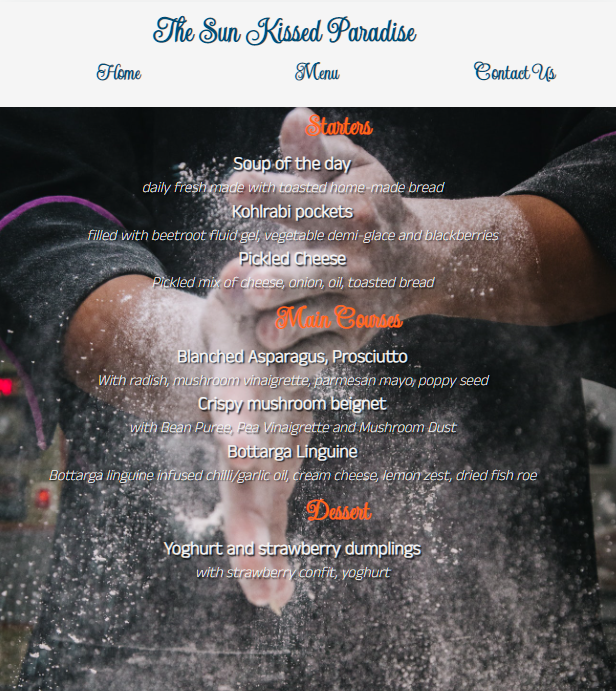 The Sun Kissed Paradise
Home Menu Contact Us
Starters
Soup of the day
daily fresh made with toasted home-made bread
Kohlrabi pockets
filled with beetroot fluid gel, vegetable demi-glace and blackberries
Pickled Cheese
Pickled mix of cheese, onion, oil, toasted bread
Main Courses
Blanched Asparagus, Prosciutto
With radish, mushroom vinaigrette, parmesan mayo, poppy seed
Crispy mushroom beignet
with Bean Puree, Pea Vinaigrette and Mushroom Dust
Bottarga Linguine
Bottarga linguine infused chilli/garlic oil, cream cheese, lemon zest, dried fish roe
Dessert
Yoghurt and strawberry dumplings
with strawberry confit, yoghurt